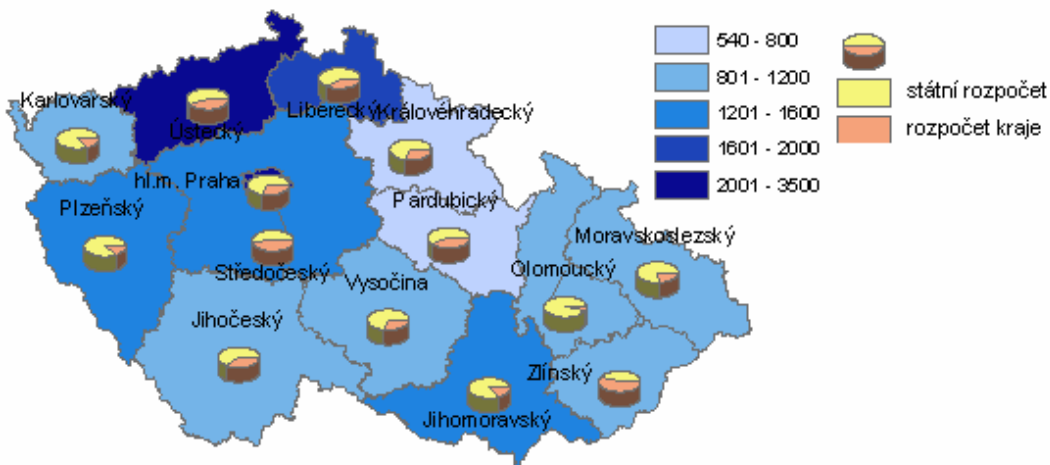 540 - 800
801 - 1200
1201 - 1600
1601 - 2000
2001 - 3500
státní rozpočet
rozpočet kraje
Karlovarský
Ústecký
Liberecký
Královéhradecký
hl.m. Praha
Plzeňský
Pardubický
Středočeský
Vysočina
Moravskoslezský
Olomoucký
Jihočeský
Zlínský
Jihomoravský